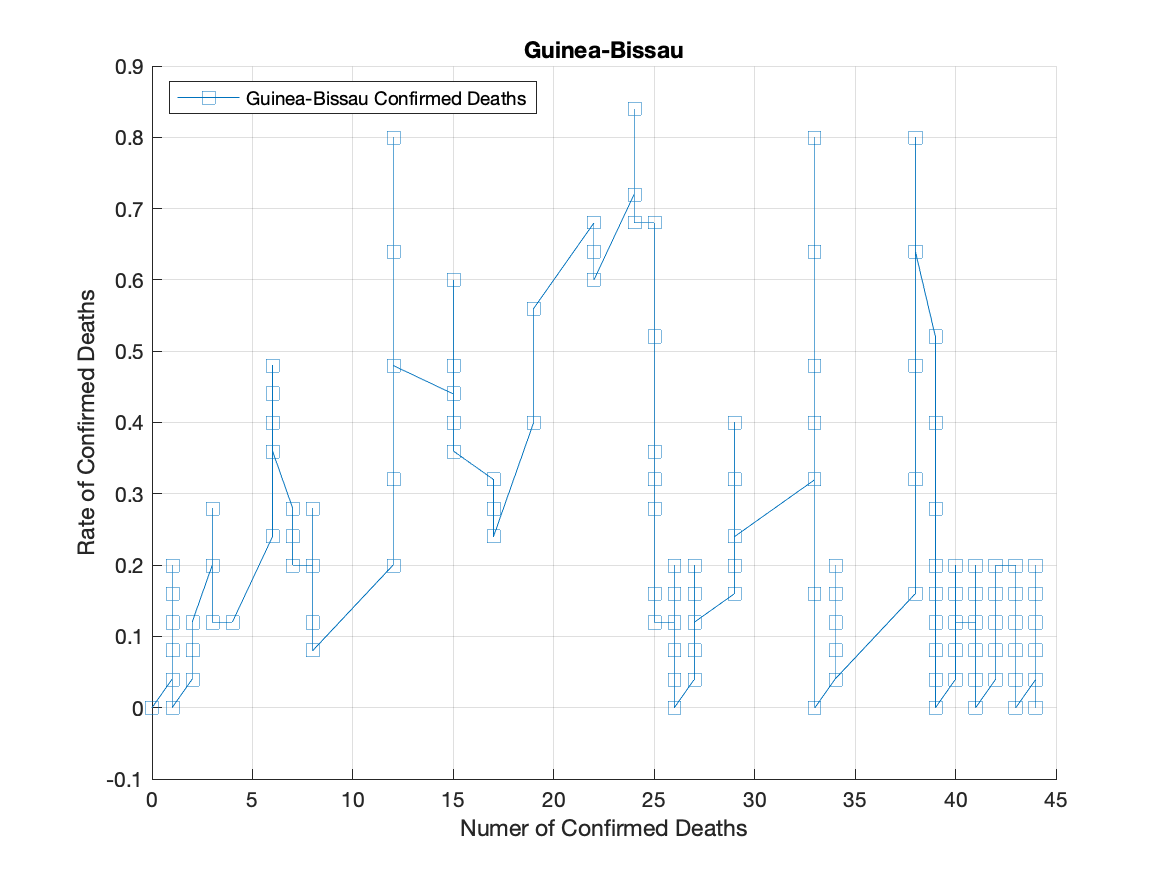 Guinea-Bissau
Guinea-Bissau Confirmed Deaths
0.9
0.8
0.7
0.6
0.5
0.4
0.3
0.2
0.1
0
-0.1
Rate of Confirmed Deaths
0 5 10 15 20 25 30 35 40 45
Numer of Confirmed Deaths